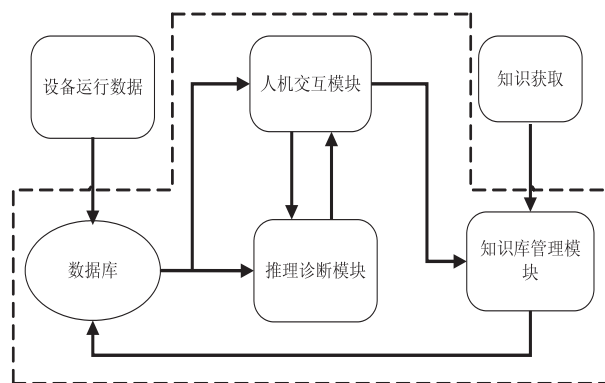 设备运行数据
人机交互模块
知识获取
数据库
推理诊断模块
知识库管理模
块